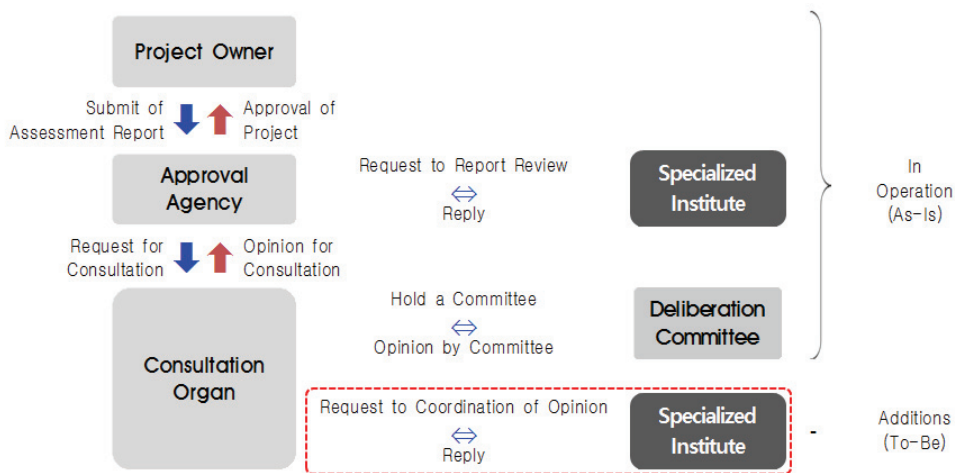 Project Owner
Submit of
Assessment Report
Approval of
Project
Approval
Agency
Request to Report Review
Reply
Specialized
Institute
In
Operation
(As-Is)
Request for
Consultation
Opinion for
Consultation
Consultation
Organ
Hold a Committee
Opinion by Committee
Deliberation
Committee
Request to Coordination of Opinion
Reply
Specialized
Institute
-
Additions
(To-Be)